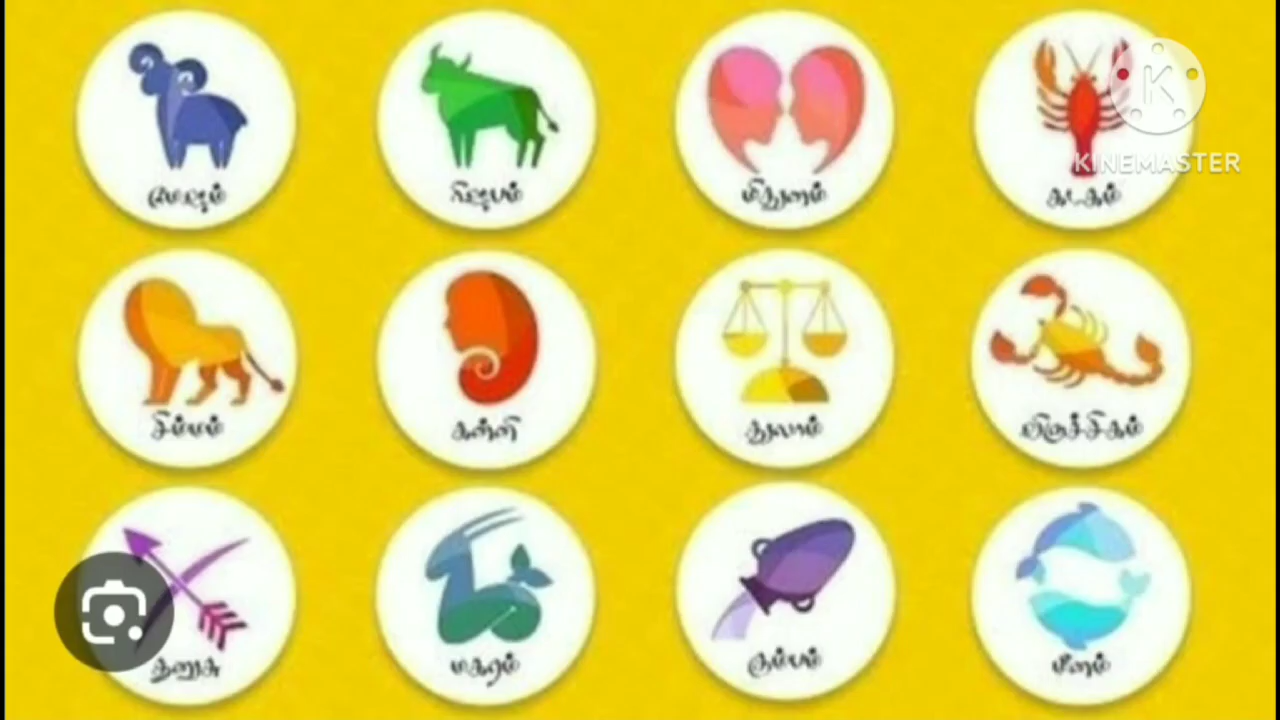 மேஷம்
ரிஷபம்
மிதுனம்
கடகம்
K
KINEMASTER
சிம்மம்
கன்னி
துலாம்
விருச்சிகம்
தனுசு
மகரம்
கும்பம்
மீனம்